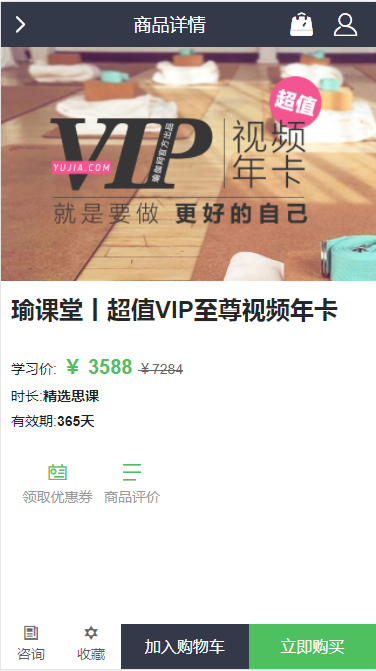 商品详情
超值
VIP
YUJIA.COM
瑜伽网官方出品
视频
年卡
就是要做 更好的自己
瑜课堂丨超值VIP至尊视频年卡
学习价: ¥ 3588 ¥7284
时长:精选思课
有效期:365天
领取优惠券 商品评价
咨询 收藏 加入购物车 立即购买